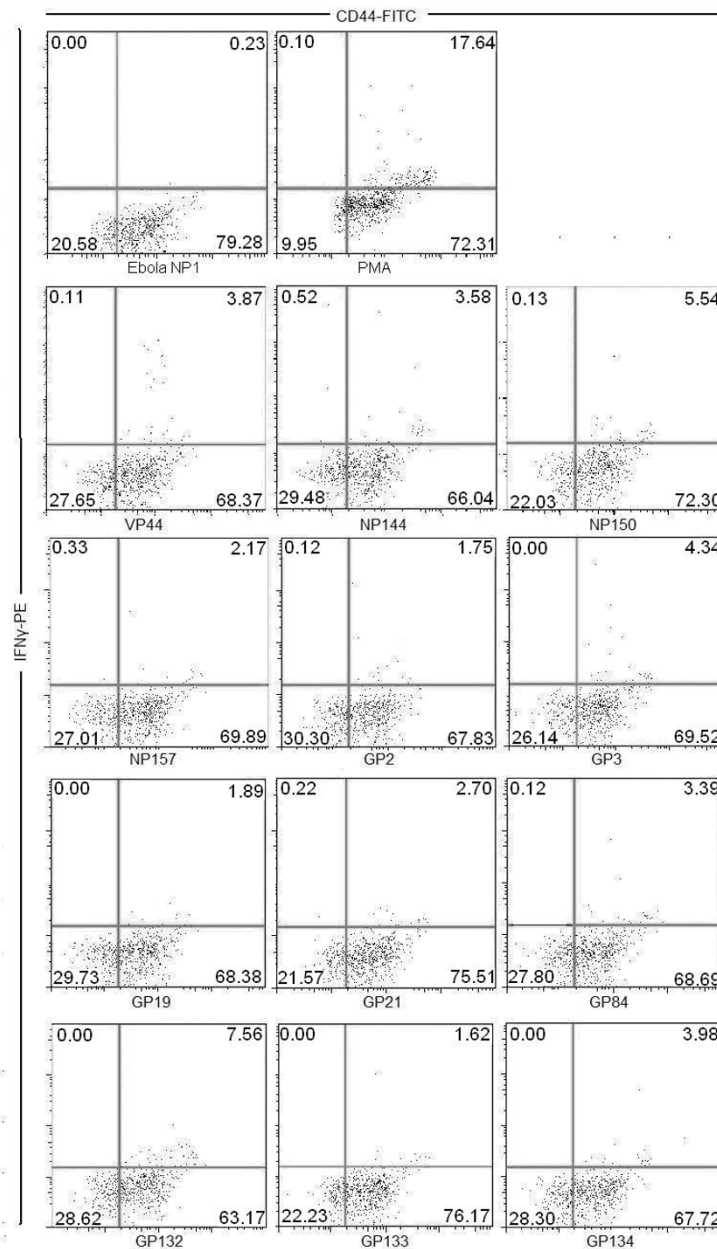 CD44-FITC
IFNγ-PE
0.00 0.23
20.58 79.28
Ebola NP1
0.10 17.64
9.95 72.31
PMA
0.11 3.87
27.65 68.37
VP44
0.52 3.58
29.48 66.04
NP144
0.13 5.54
22.03 72.30
NP150
0.33 2.17
27.01 69.89
NP157
0.12 1.75
30.30 67.83
GP2
0.00 4.34
26.14 69.52
GP3
0.00 1.89
29.73 68.38
GP19
0.22 2.70
21.57 75.51
GP21
0.12 3.39
27.80 68.69
GP84
0.00 7.56
28.62 63.17
GP132
0.00 1.62
22.23 76.17
GP133
0.00 3.98
28.30 67.72
GP134